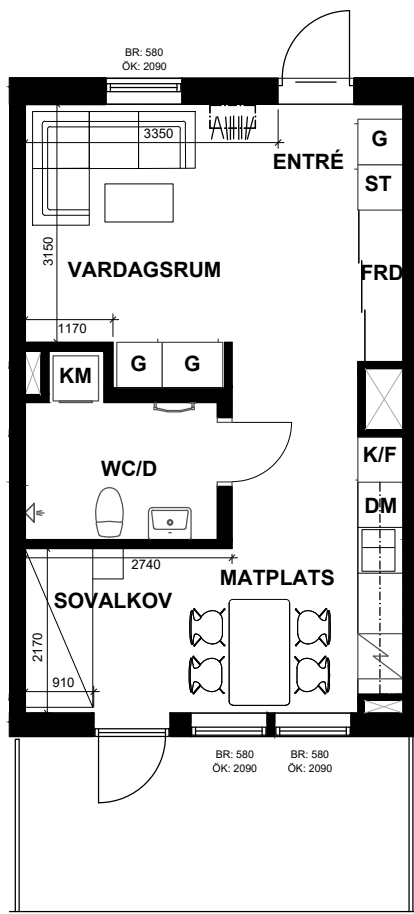 BR: 580
ÖK: 2090
3350
G
ENTRÉ
ST
3150
VARDAGSRUM
FRD
1170
KM
G G
WC/D
K/F
DM
2740
MATPLATS
SOVALKOV
2170
910
BR: 580 BR: 580
ÖK: 2090 ÖK: 2090